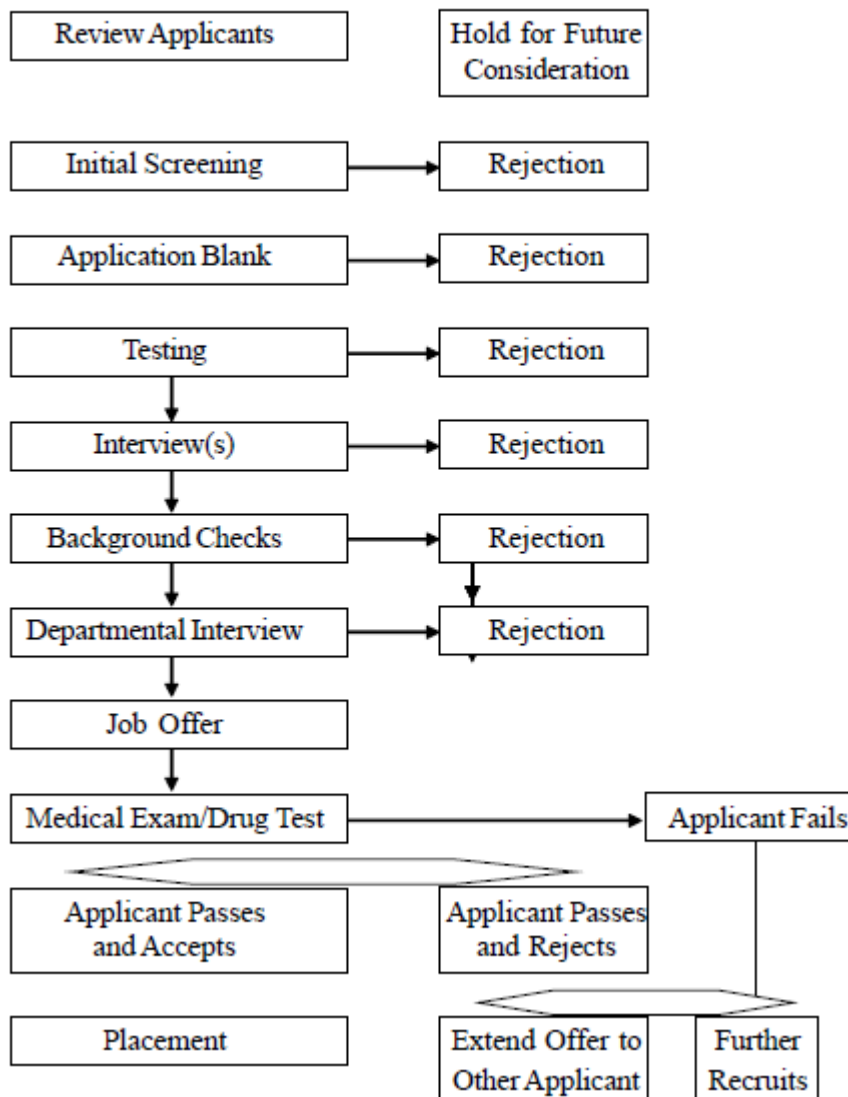 Review Applicants
Hold for Future
Consideration
Initial Screening
Rejection
Application Blank
Rejection
Testing
Rejection
Interview(s)
Rejection
Background Checks
Rejection
Departmental Interview
Rejection
Job Offer
Medical Exam/Drug Test
Applicant Fails
Applicant Passes
and Accepts
Applicant Passes
and Rejects
Placement
Extend Offer to
Other Applicant
Further
Recruits